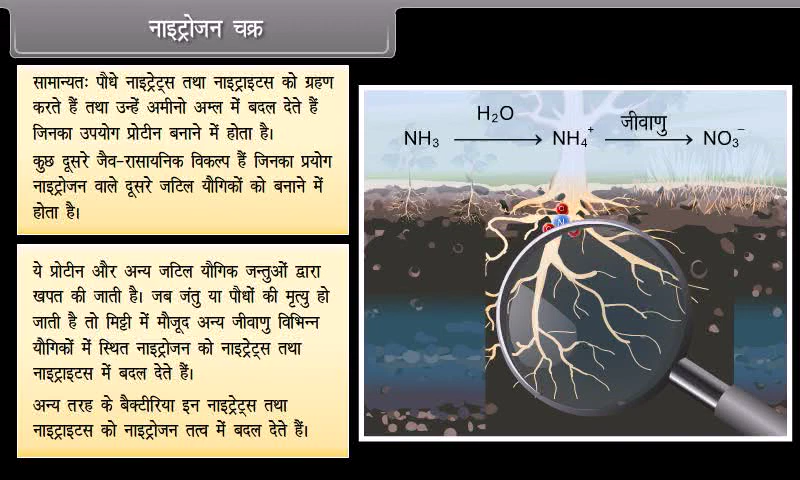 नाइट्रोजन चक्र
सामान्यतः पौधे नाइट्रेट्स तथा नाइट्राइटस को ग्रहण
करते हैं तथा उन्हें अमीनो अम्ल में बदल देते हैं
जिनका उपयोग प्रोटीन बनाने में होता है।
कुछ दूसरे जैव-रासायनिक विकल्प हैं जिनका प्रयोग
नाइट्रोजन वाले दूसरे जटिल यौगिकों को बनाने में
होता है।
ये प्रोटीन और अन्य जटिल यौगिक जन्तुओं द्वारा
खपत की जाती है। जब जंतु या पौधों की मृत्यु हो
जाती है तो मिट्टी में मौजूद अन्य जीवाणु विभिन्न
यौगिकों में स्थित नाइट्रोजन को नाइट्रेट्स तथा
नाइट्राइटस में बदल देते हैं।
अन्य तरह के बैक्टीरिया इन नाइट्रेट्स तथा
नाइट्राइटस को नाइट्रोजन तत्व में बदल देते हैं।
H₂O जीवाणु
NH₃ → NH₄⁺ → NO₃⁻
O
N